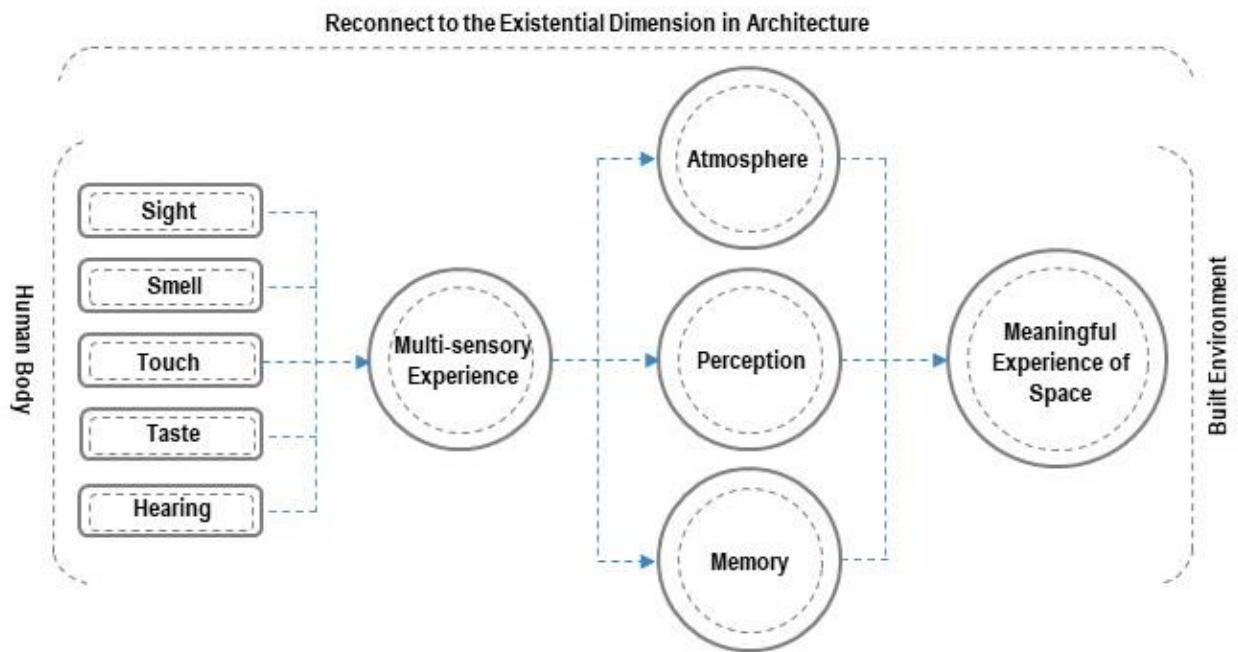 Reconnect to the Existential Dimension in Architecture
Human Body
Sight
Smell
Touch
Taste
Hearing
Multi-sensory
Experience
Atmosphere
Perception
Memory
Meaningful
Experience of
Space
Built Environment